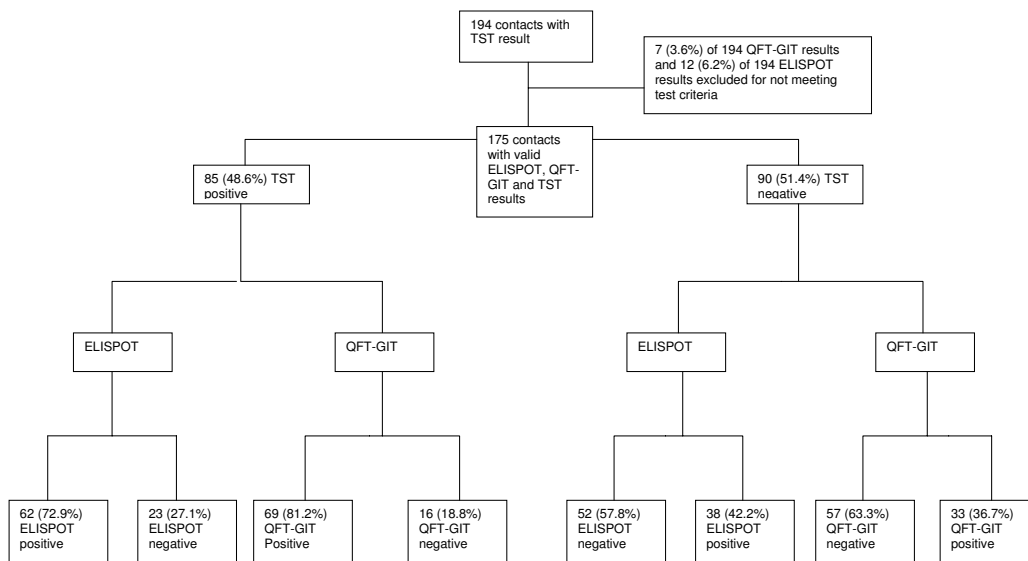 194 contacts with
TST result
7 (3.6%) of 194 QFT-GIT results
and 12 (6.2%) of 194 ELISPOT
results excluded for not meeting
test criteria
175 contacts
with valid
ELISPOT, QFT-
GIT and TST
results
85 (48.6%) TST
positive
90 (51.4%) TST
negative
ELISPOT
QFT-GIT
ELISPOT
QFT-GIT
62 (72.9%)
ELISPOT
positive
23 (27.1%)
ELISPOT
negative
69 (81.2%)
QFT-GIT
Positive
16 (18.8%)
QFT-GIT
negative
52 (57.8%)
ELISPOT
negative
38 (42.2%)
ELISPOT
positive
57 (63.3%)
QFT-GIT
negative
33 (36.7%)
QFT-GIT
positive